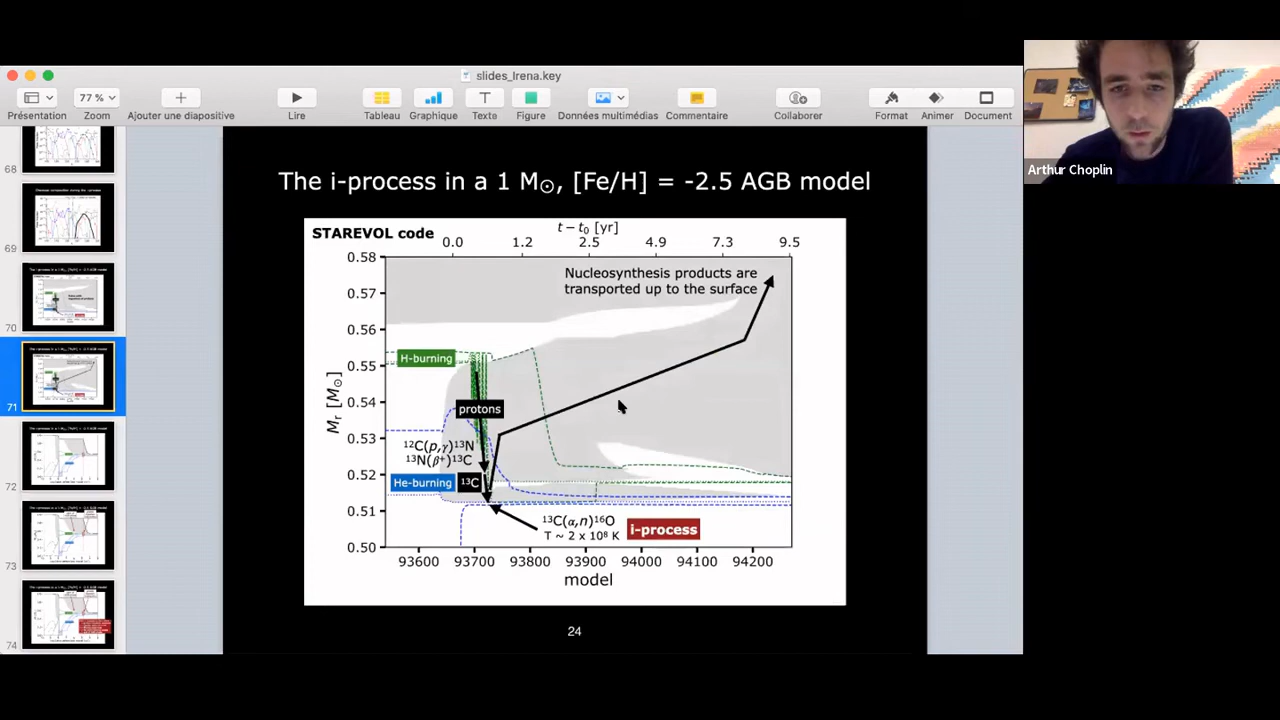 slides_Irena.key
77 %
Présentation
Zoom
Ajouter une diapositive
Lire
Tableau
Graphique
Texte
Figure
Données multimédias
Commentaire
Collaborer
Format
Animer
Document
Arthur Choplin
68
69
70
71
72
73
74
The i-process in a 1 M☉, [Fe/H] = -2.5 AGB model
STAREVOL code
t − t₀ [yr]
0.0 1.2 2.5 4.9 7.3 9.5
Nucleosynthesis products are
transported up to the surface
0.58
0.57
0.56
0.55
0.54
0.53
0.52
0.51
0.50
Mᵣ [M☉]
H-burning
protons
¹²C(p,γ)¹³N
¹³N(β⁺)¹³C
He-burning
¹³C
¹³C(α,n)¹⁶O
T ~ 2 x 10⁸ K
i-process
93600 93700 93800 93900 94000 94100 94200
model
24